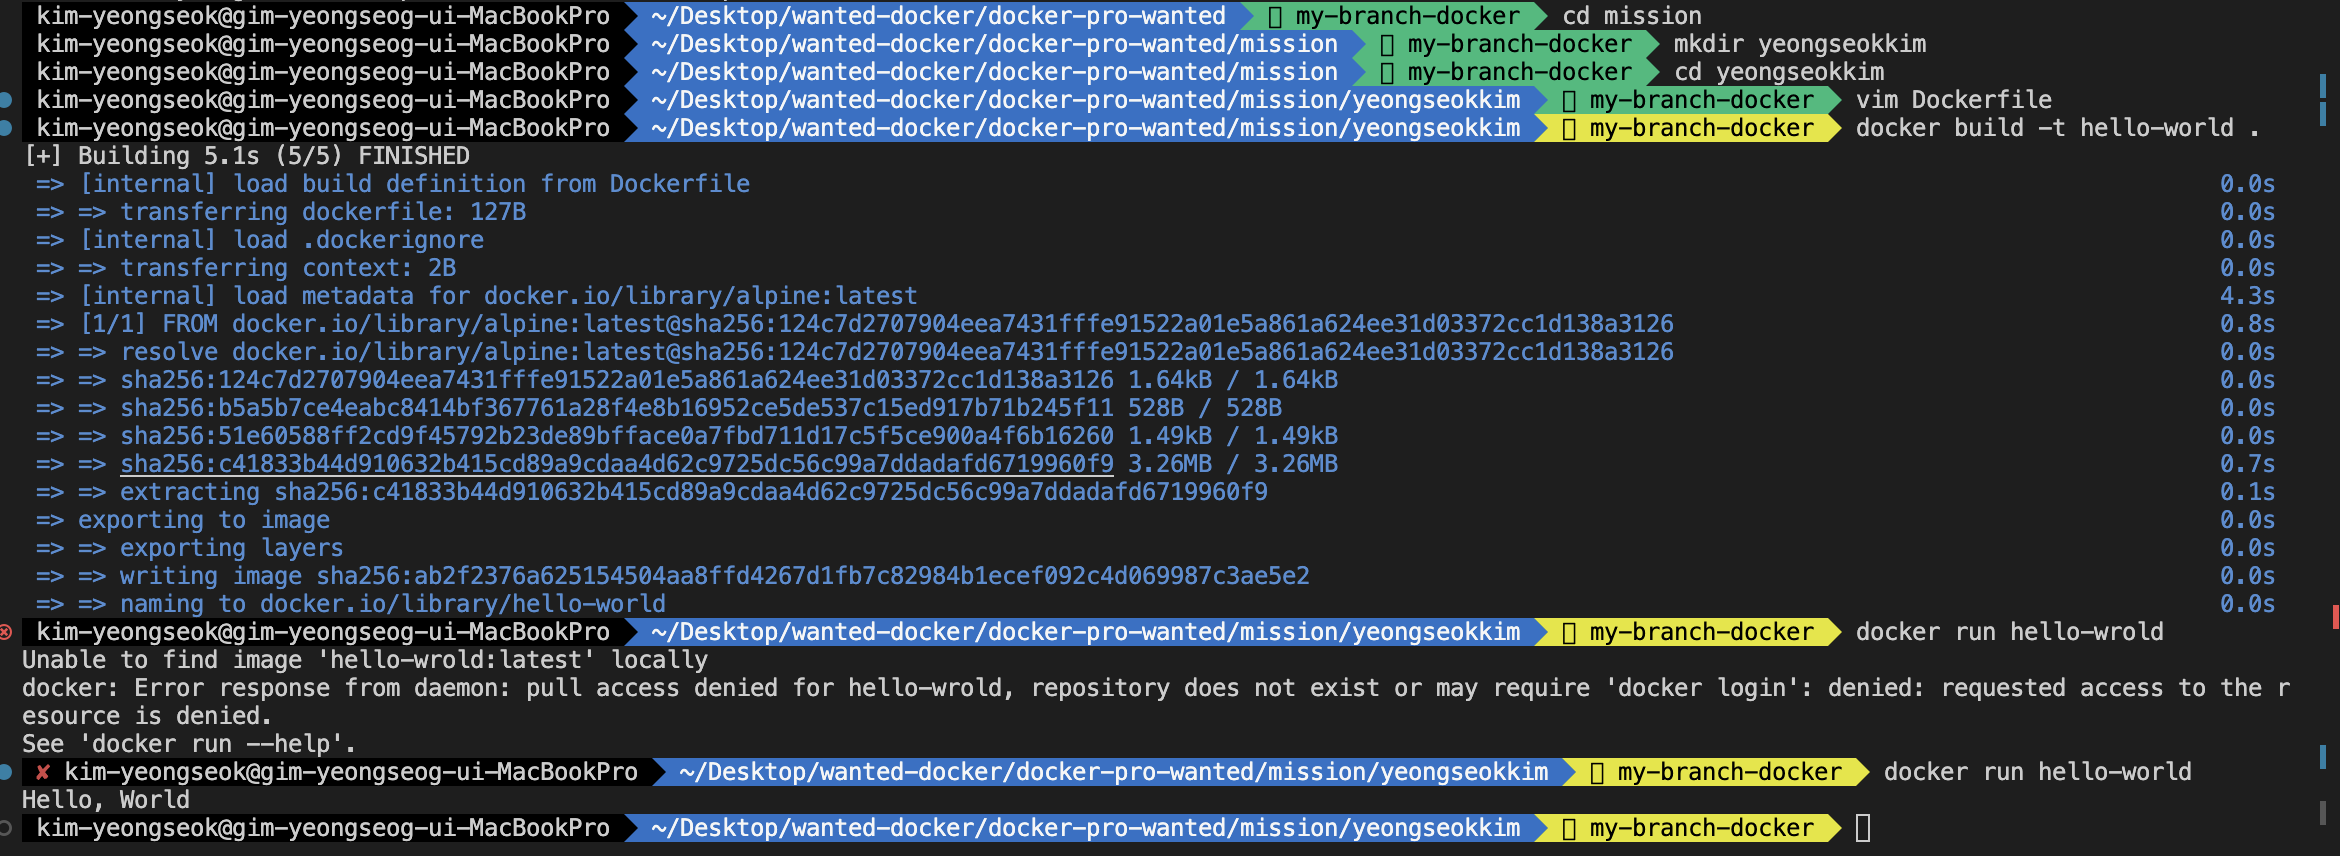 kim-yeongseok@gim-yeongseog-ui-MacBookPro ~/Desktop/wanted-docker/docker-pro-wanted my-branch-docker cd mission
kim-yeongseok@gim-yeongseog-ui-MacBookPro ~/Desktop/wanted-docker/docker-pro-wanted/mission my-branch-docker mkdir yeongseokkim
kim-yeongseok@gim-yeongseog-ui-MacBookPro ~/Desktop/wanted-docker/docker-pro-wanted/mission my-branch-docker cd yeongseokkim
kim-yeongseok@gim-yeongseog-ui-MacBookPro ~/Desktop/wanted-docker/docker-pro-wanted/mission/yeongseokkim my-branch-docker vim Dockerfile
kim-yeongseok@gim-yeongseog-ui-MacBookPro ~/Desktop/wanted-docker/docker-pro-wanted/mission/yeongseokkim my-branch-docker docker build -t hello-world .
[+] Building 5.1s (5/5) FINISHED
=> [internal] load build definition from Dockerfile 0.0s
=> => transferring dockerfile: 127B 0.0s
=> [internal] load .dockerignore 0.0s
=> => transferring context: 2B 0.0s
=> [internal] load metadata for docker.io/library/alpine:latest 4.3s
=> [1/1] FROM docker.io/library/alpine:latest@sha256:124c7d2707904eea7431fffe91522a01e5a861a624ee31d03372cc1d138a3126 0.8s
=> => resolve docker.io/library/alpine:latest@sha256:124c7d2707904eea7431fffe91522a01e5a861a624ee31d03372cc1d138a3126 0.0s
=> => sha256:124c7d2707904eea7431fffe91522a01e5a861a624ee31d03372cc1d138a3126 1.64kB / 1.64kB 0.0s
=> => sha256:b5a5b7ce4eabc8414bf367761a28f4e8b16952ce5de537c15ed917b71b245f11 528B / 528B 0.0s
=> => sha256:51e60588ff2cd9f45792b23de89bfface0a7fbd711d17c5f5ce900a4f6b16260 1.49kB / 1.49kB 0.0s
=> => sha256:c41833b44d910632b415cd89a9cdaa4d62c9725dc56c99a7ddadafd6719960f9 3.26MB / 3.26MB 0.7s
=> => extracting sha256:c41833b44d910632b415cd89a9cdaa4d62c9725dc56c99a7ddadafd6719960f9 0.1s
=> exporting to image 0.0s
=> => exporting layers 0.0s
=> => writing image sha256:ab2f2376a625154504aa8ffd4267d1fb7c82984b1ecef092c4d069987c3ae5e2 0.0s
=> => naming to docker.io/library/hello-world 0.0s
kim-yeongseok@gim-yeongseog-ui-MacBookPro ~/Desktop/wanted-docker/docker-pro-wanted/mission/yeongseokkim my-branch-docker docker run hello-wrold
Unable to find image 'hello-wrold:latest' locally
docker: Error response from daemon: pull access denied for hello-wrold, repository does not exist or may require 'docker login': denied: requested access to the r
esource is denied.
See 'docker run --help'.
✘ kim-yeongseok@gim-yeongseog-ui-MacBookPro ~/Desktop/wanted-docker/docker-pro-wanted/mission/yeongseokkim my-branch-docker docker run hello-world
Hello, World
kim-yeongseok@gim-yeongseog-ui-MacBookPro ~/Desktop/wanted-docker/docker-pro-wanted/mission/yeongseokkim my-branch-docker